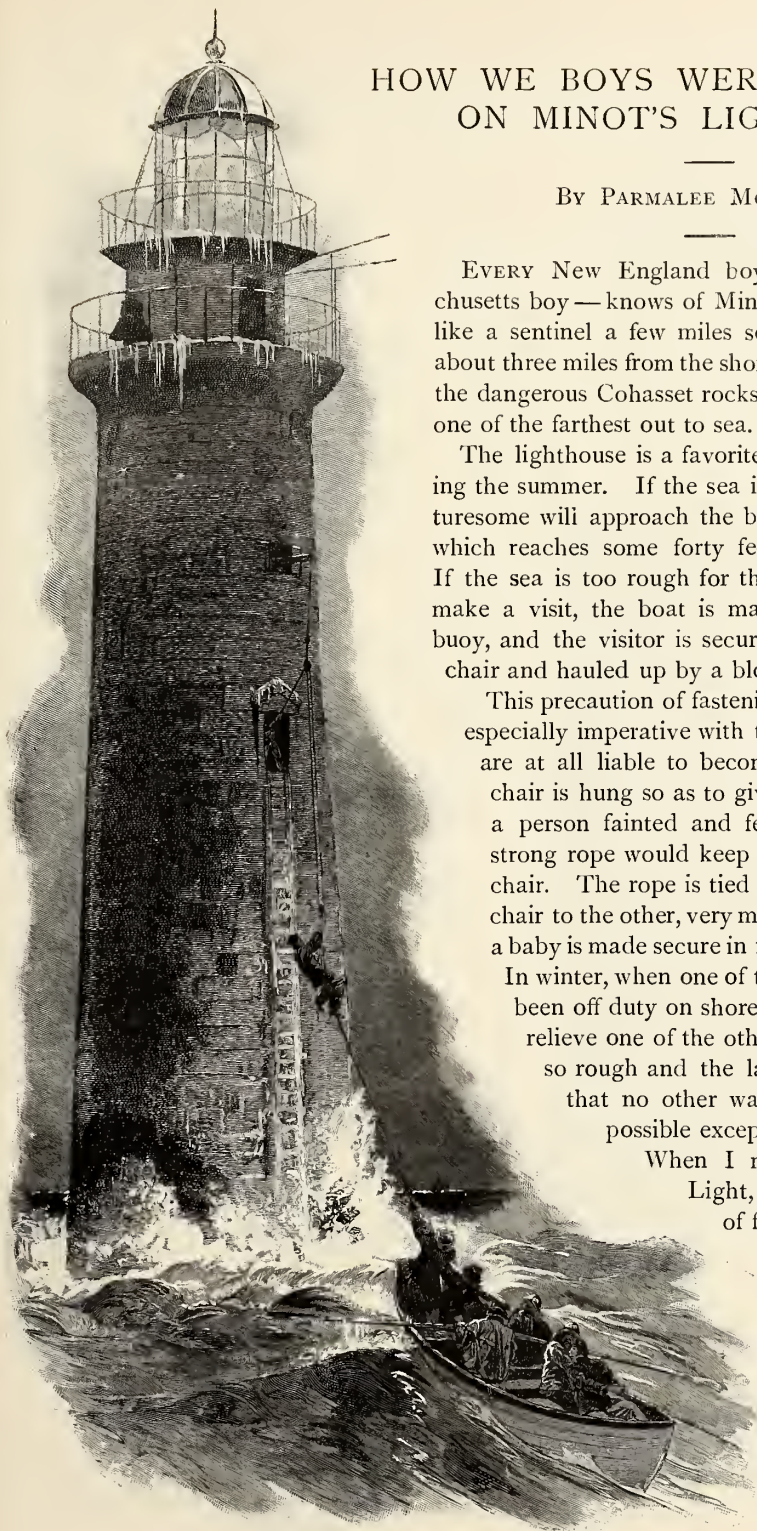 HOW WE BOYS WER
ON MINOT'S LIG
BY PARMALEE Mc
EVERY New England boy
chusetts boy — knows of Min
like a sentinel a few miles s
about three miles from the sho
the dangerous Cohasset rocks
one of the farthest out to sea.
The lighthouse is a favorite
ing the summer. If the sea i
turesome will approach the b
which reaches some forty fe
If the sea is too rough for th
make a visit, the boat is ma
buoy, and the visitor is secur
chair and hauled up by a blo
This precaution of fasteni
especially imperative with t
are at all liable to becom
chair is hung so as to giv
a person fainted and fe
strong rope would keep
chair. The rope is tied
chair to the other, very m
a baby is made secure in
In winter, when one of t
been off duty on shore
relieve one of the oth
so rough and the la
that no other wa
possible excep
When I r
Light,
of f